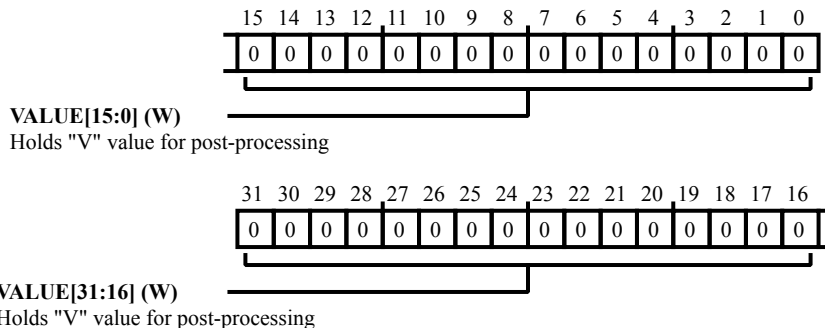 15 14 13 12 11 10 9 8 7 6 5 4 3 2 1 0
0 0 0 0 0 0 0 0 0 0 0 0 0 0 0 0
VALUE[15:0] (W)
Holds "V" value for post-processing
31 30 29 28 27 26 25 24 23 22 21 20 19 18 17 16
0 0 0 0 0 0 0 0 0 0 0 0 0 0 0 0
VALUE[31:16] (W)
Holds "V" value for post-processing